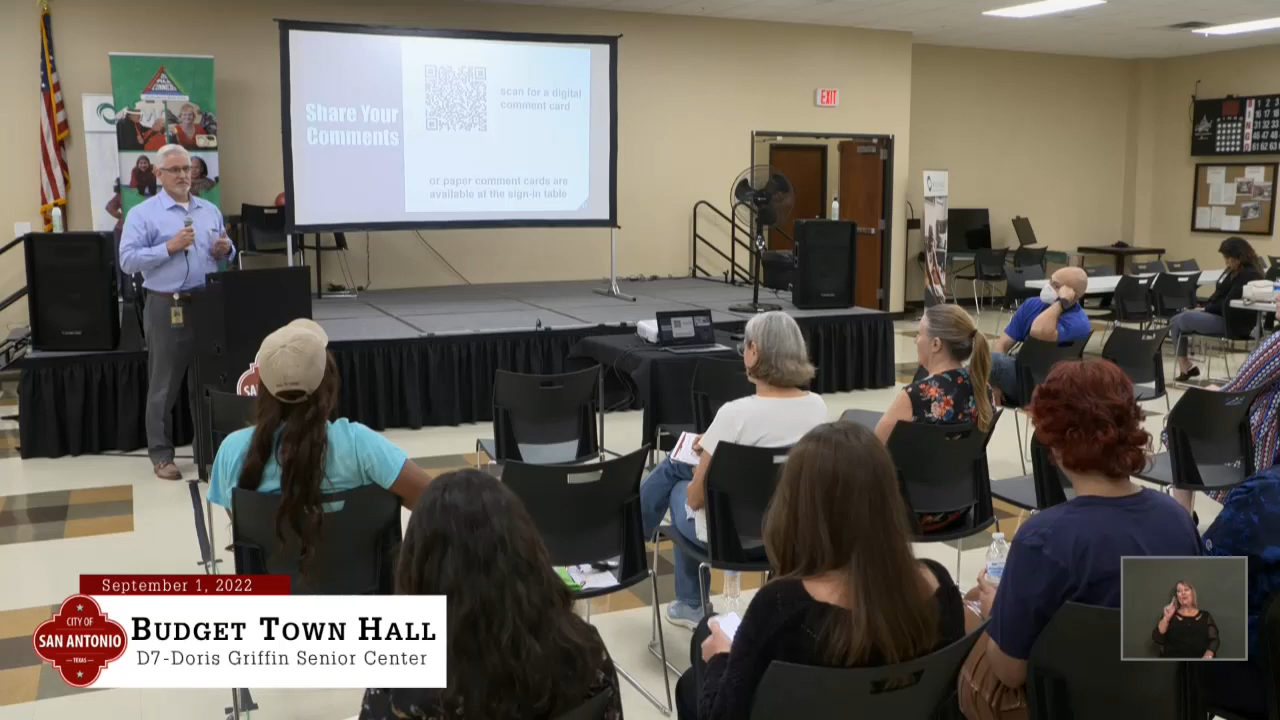 Share Your
Comments
scan for a digital
comment card
or paper comment cards are
available at the sign-in table
EXIT
SA
September 1, 2022
CITY OF
SAN ANTONIO
TEXAS
BUDGET TOWN HALL
D7-Doris Griffin Senior Center